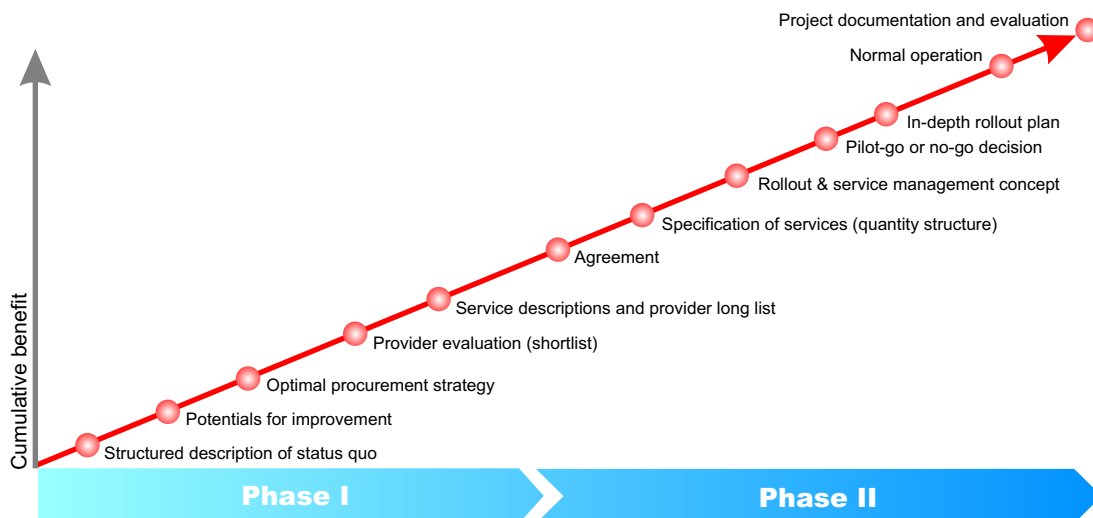 Project documentation and evaluation
Normal operation
In-depth rollout plan
Pilot-go or no-go decision
Rollout & service management concept
Specification of services (quantity structure)
Agreement
Service descriptions and provider long list
Provider evaluation (shortlist)
Optimal procurement strategy
Potentials for improvement
Structured description of status quo
Cumulative benefit
Phase I
Phase II